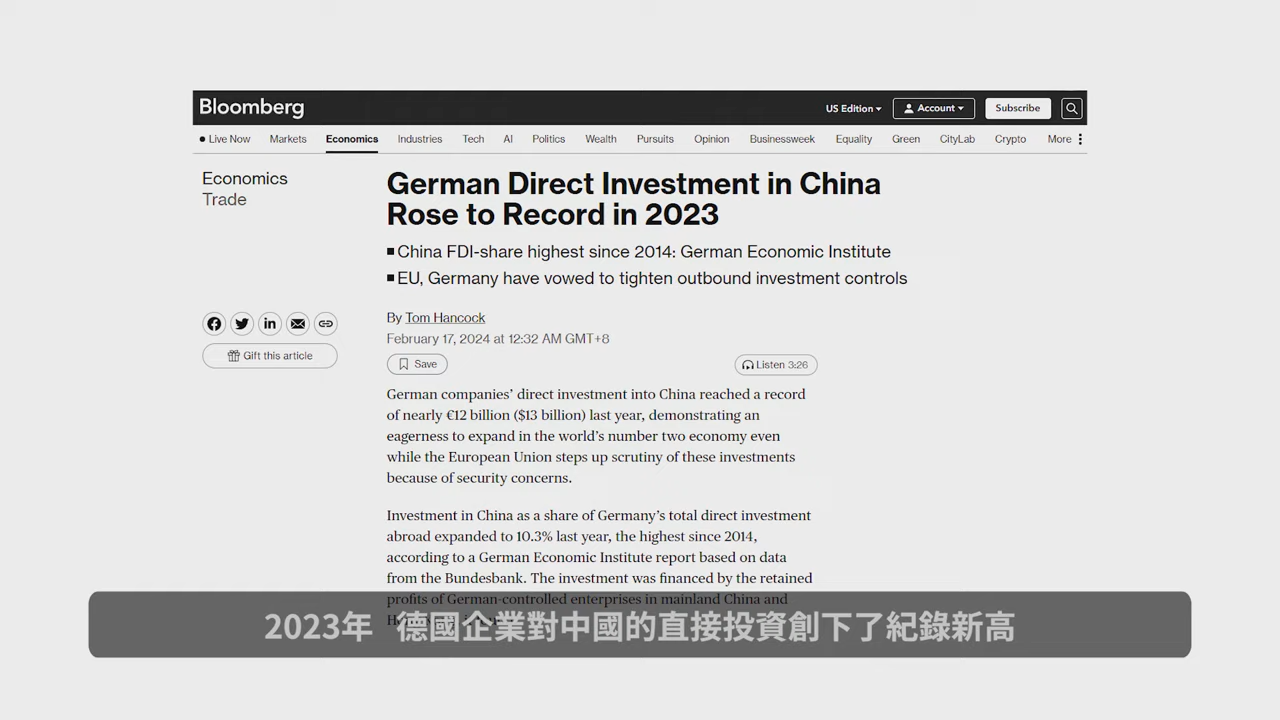 Bloomberg
US Edition
Account
Subscribe
Live Now Markets Economics Industries Tech AI Politics Wealth Pursuits Opinion Businessweek Equality Green CityLab Crypto More
Economics
Trade
German Direct Investment in China
Rose to Record in 2023
China FDI-share highest since 2014: German Economic Institute
EU, Germany have vowed to tighten outbound investment controls
By Tom Hancock
February 17, 2024 at 12:32 AM GMT+8
Gift this article
Save
Listen 3:26
German companies’ direct investment into China reached a record
of nearly €12 billion ($13 billion) last year, demonstrating an
eagerness to expand in the world’s number two economy even
while the European Union steps up scrutiny of these investments
because of security concerns.
Investment in China as a share of Germany’s total direct investment
abroad expanded to 10.3% last year, the highest since 2014,
according to a German Economic Institute report based on data
from the Bundesbank. The investment was financed by the retained
profits of German-controlled enterprises in mainland China and
2023年 德國企業對中國的直接投資創下了紀錄新高